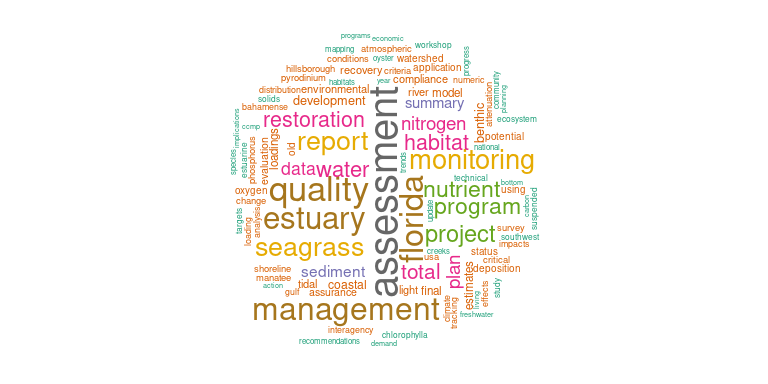 programs
economic
mapping
atmospheric
workshop
conditions
oyster
watershed
progress
hillsborough
recovery
criteria
application
pyrodinium
habitats
year
compliance
numeric
community
distribution
environmental
river
model
attenuation
planning
solids
development
summary
bahamense
assessment
ccmp
restoration
nitrogen
benthic
ecosystem
implications
loadings
report
habitat
potential
species
estuarine
phosphorus
evaluation
old
national
data
water
trends
monitoring
technical
bottom
oxygen
quality
florida
nutrient
using
change
program
carbon
suspended
targets
loading
analysis
estuary
update
survey
project
southwest
seagrass
creeks
impacts
usa
status
critical
shoreline
sediment
total
plan
deposition
manatee
action
tidal
coastal
estimates
study
gulf
assurance
light
final
living
effects
management
climate
tracking
freshwater
interagency
chlorophylla
recommendations
demand